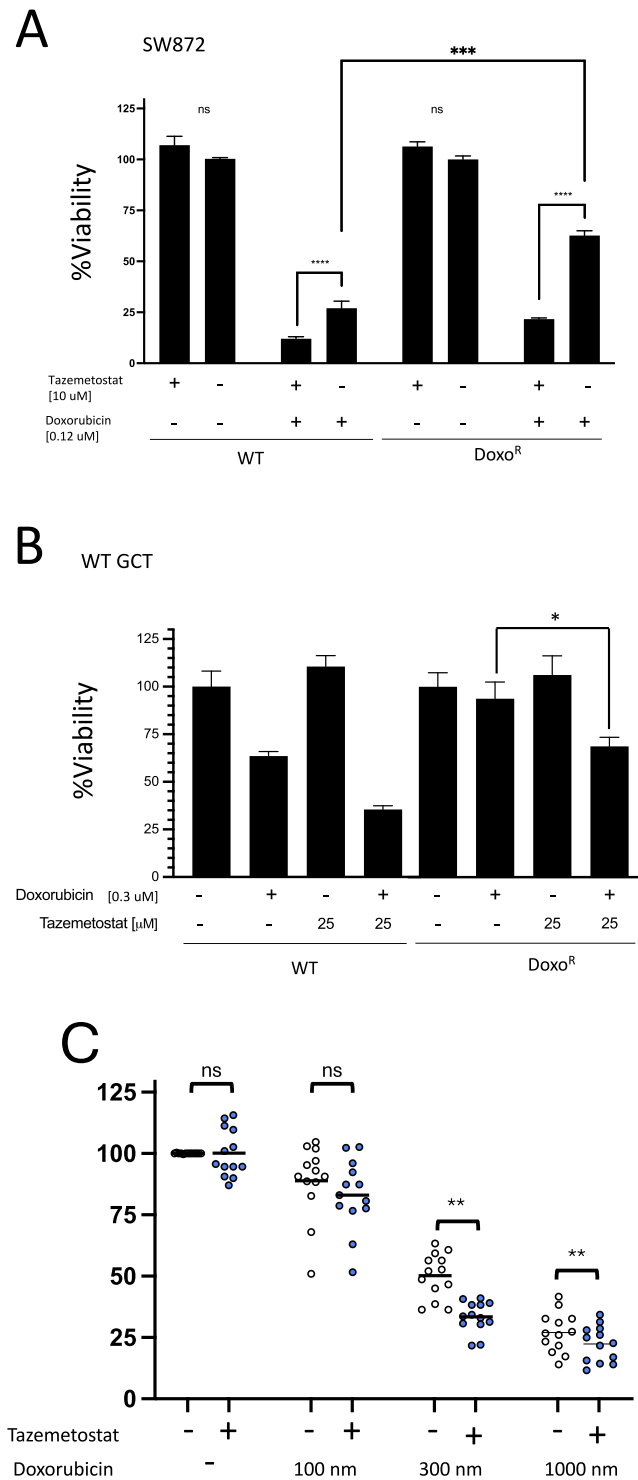 A
SW872
***
ns
ns
****
****
%Viability
125
100
75
50
25
0
Tazemetostat + - + - + - + -
[10 uM]
Doxorubicin - - + + - - + +
[0.12 uM]
WT
Doxoᴿ
B
WT GCT
*
%Viability
125
100
75
50
25
0
Doxorubicin [0.3 uM] - + - + - + - +
Tazemetostat [μM] - - 25 25 - - 25 25
WT
Doxoᴿ
C
ns
ns
**
**
125
100
75
50
25
0
Tazemetostat - + - + - + - +
Doxorubicin - 100 nm 300 nm 1000 nm